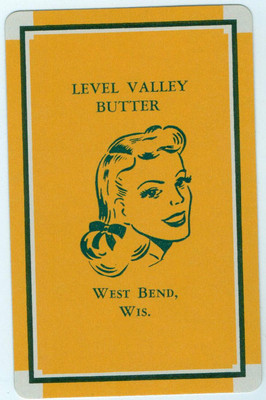 LEVEL VALLEY
BUTTER
WEST BEND,
WIS.